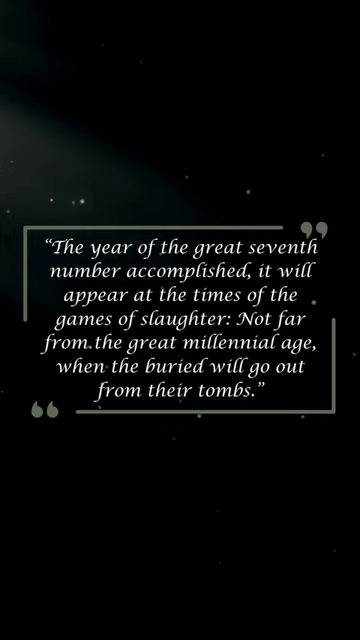 “The year of the great seventh
number accomplished, it will
appear at the times of the
games of slaughter: Not far
from the great millennial age,
when the buried will go out
from their tombs.”